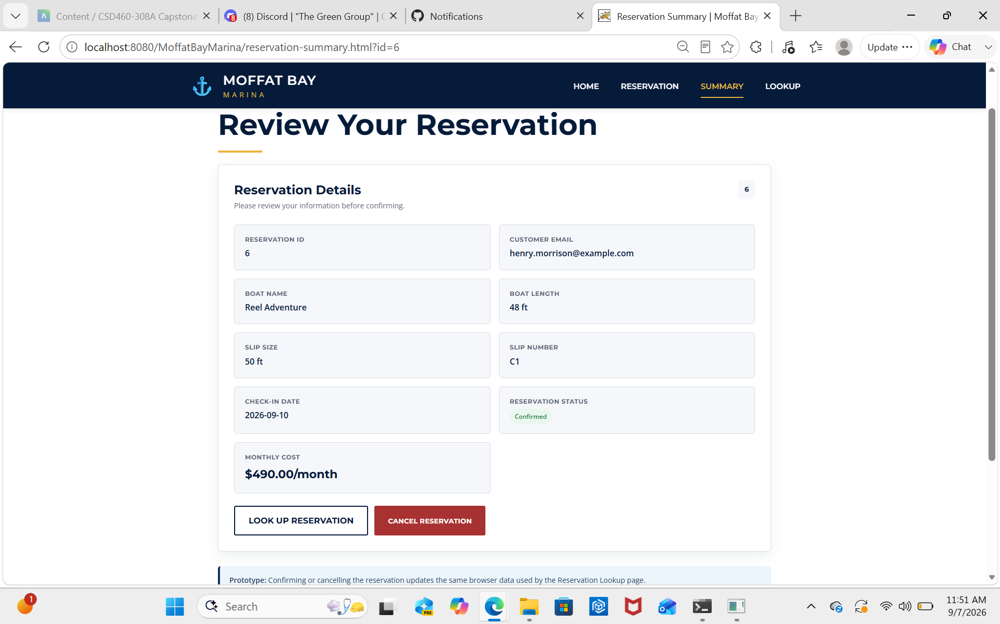 Content / CSD460-308A Capstone
(8) Discord | "The Green Group" | C
Notifications
Reservation Summary | Moffat Bay
localhost:8080/MoffatBayMarina/reservation-summary.html?id=6
Update
Chat
MOFFAT BAY
MARINA
HOME
RESERVATION
SUMMARY
LOOKUP
Review Your Reservation
Reservation Details
6
Please review your information before confirming.
RESERVATION ID
6
CUSTOMER EMAIL
henry.morrison@example.com
BOAT NAME
Reel Adventure
BOAT LENGTH
48 ft
SLIP SIZE
50 ft
SLIP NUMBER
C1
CHECK-IN DATE
2026-09-10
RESERVATION STATUS
Confirmed
MONTHLY COST
$490.00/month
LOOK UP RESERVATION
CANCEL RESERVATION
Prototype: Confirming or cancelling the reservation updates the same browser data used by the Reservation Lookup page.
1
Search
PRE
11:51 AM
9/7/2026